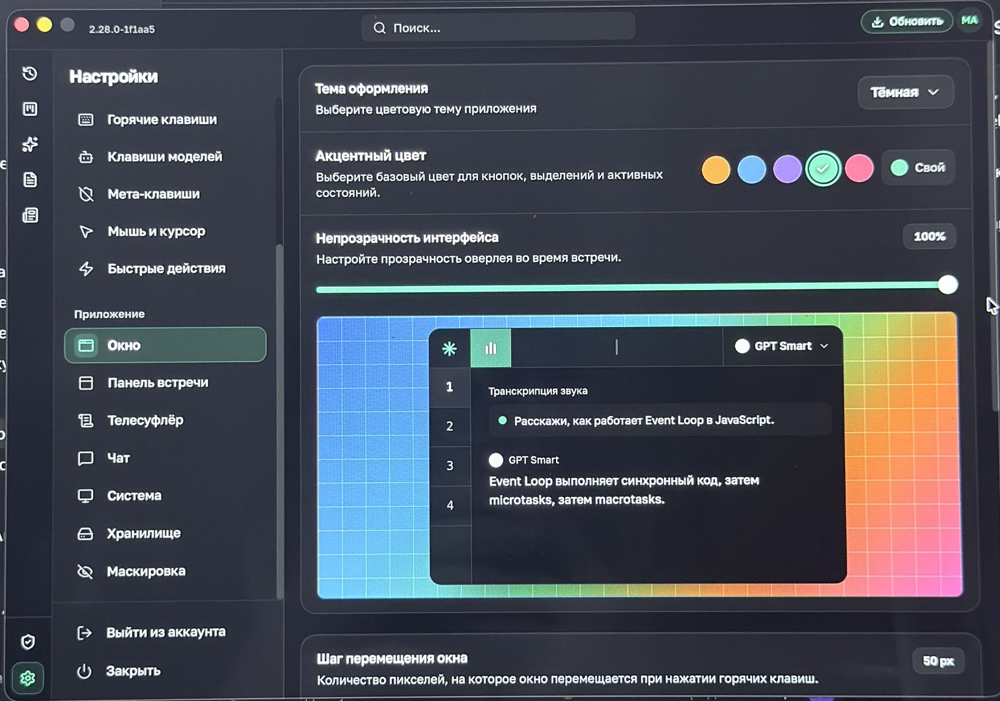 2.28.0-1f1aa5
Поиск...
Обновить
MA
Настройки
Горячие клавиши
Клавиши моделей
Мета-клавиши
Мышь и курсор
Быстрые действия
Приложение
Окно
Панель встречи
Телесуфлёр
Чат
Система
Хранилище
Маскировка
Выйти из аккаунта
Закрыть
Тема оформления
Выберите цветовую тему приложения
Тёмная
Акцентный цвет
Выберите базовый цвет для кнопок, выделений и активных
состояний.
Свой
Непрозрачность интерфейса
100%
Настройте прозрачность оверлея во время встречи.
GPT Smart
1
2
3
4
Транскрипция звука
Расскажи, как работает Event Loop в JavaScript.
GPT Smart
Event Loop выполняет синхронный код, затем
microtasks, затем macrotasks.
Шаг перемещения окна
50 px
Количество пикселей, на которое окно перемещается при нажатии горячих клавиш.